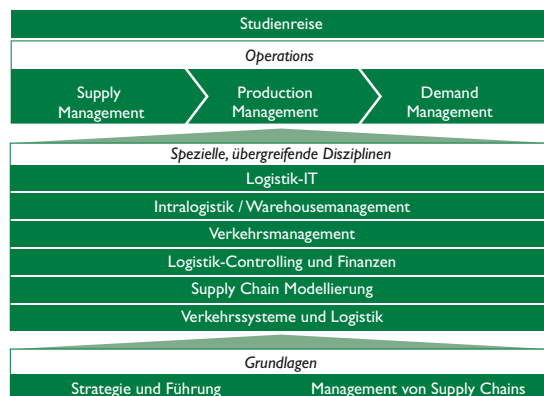 Studienreise
Operations
Supply Management
Production Management
Demand Management
Spezielle, übergreifende Disziplinen
Logistik-IT
Intralogistik / Warehousemanagement
Verkehrsmanagement
Logistik-Controlling und Finanzen
Supply Chain Modellierung
Verkehrssysteme und Logistik
Grundlagen
Strategie und Führung
Management von Supply Chains